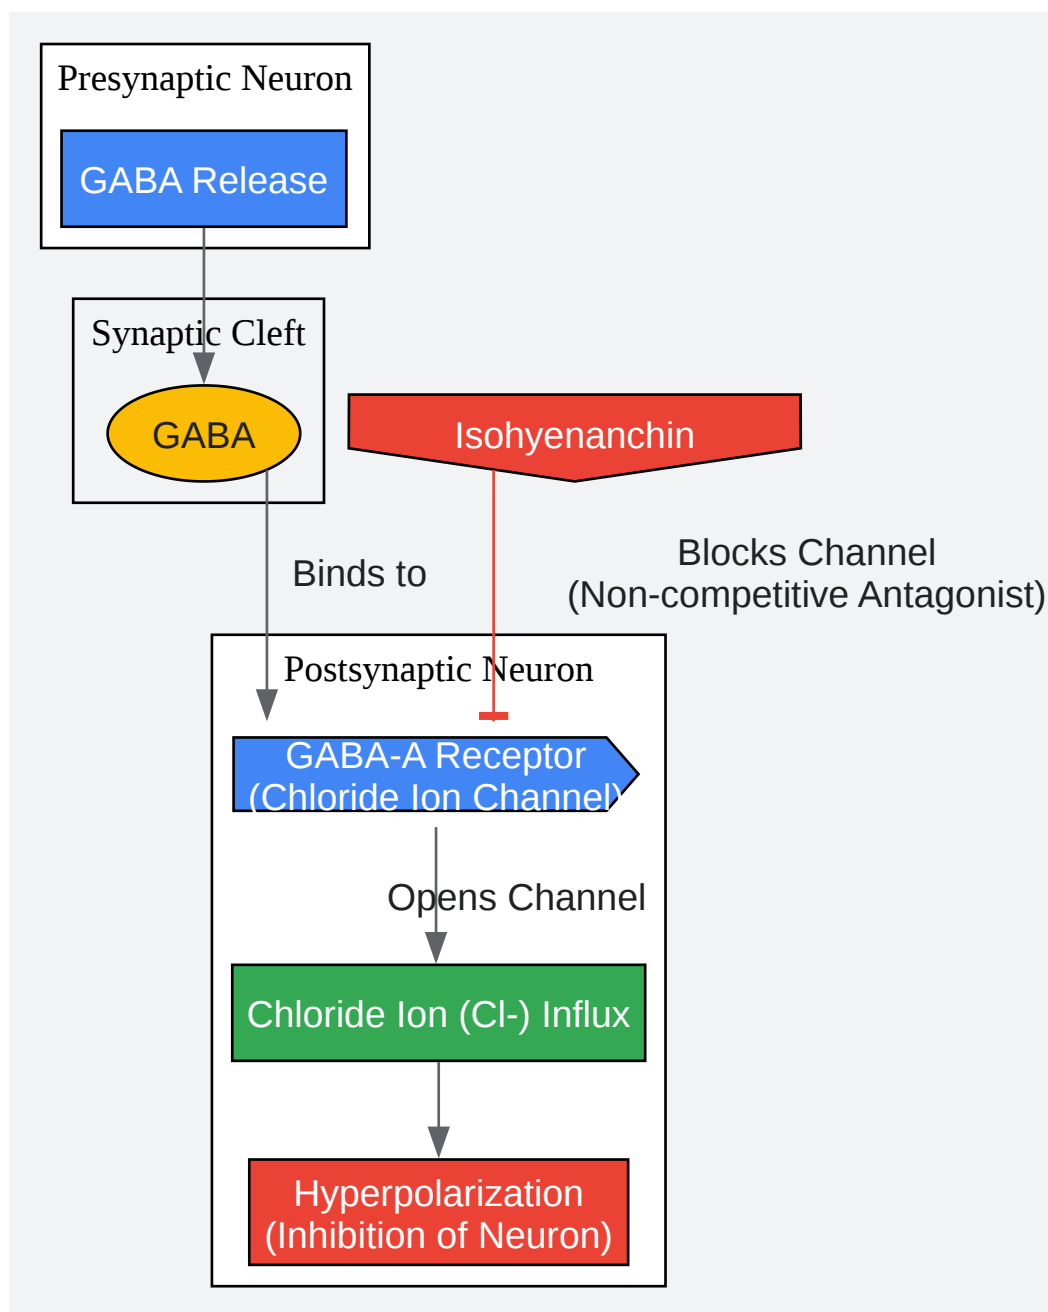 Presynaptic Neuron
GABA Release
Synaptic Cleft
GABA
Isohyenanchin
Binds to
Blocks Channel
(Non-competitive Antagonist)
Postsynaptic Neuron
GABA-A Receptor
(Chloride Ion Channel)
Opens Channel
Chloride Ion (Cl-) Influx
Hyperpolarization
(Inhibition of Neuron)